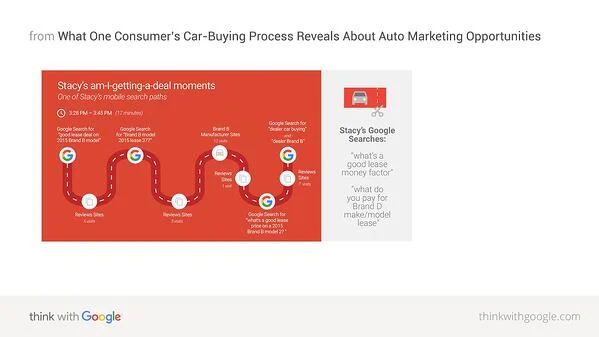 from What One Consumer's Car-Buying Process Reveals About Auto Marketing Opportunities
Stacy's am-I-getting-a-deal moments
One of Stacy's mobile search paths
3:28 PM – 3:45 PM (17 minutes)
Google Search for
"good lease deal on
2015 Brand B model"
Google Search
for "Brand B model
2015 lease 37?"
Brand B
Manufacturer Sites
12 visits
Google Search for
"dealer car buying"
and
"dealer Brand B"
Reviews Sites
Reviews Sites
Reviews
Sites
1 visit
Google Search for
"what's a good lease
price on a 2015
Brand B model 2? "
Reviews
Sites
7 visits
Stacy's Google
Searches:
"what's a
good lease
money factor"
"what do
you pay for
Brand D
make/model
lease"
think with Google
thinkwithgoogle.com